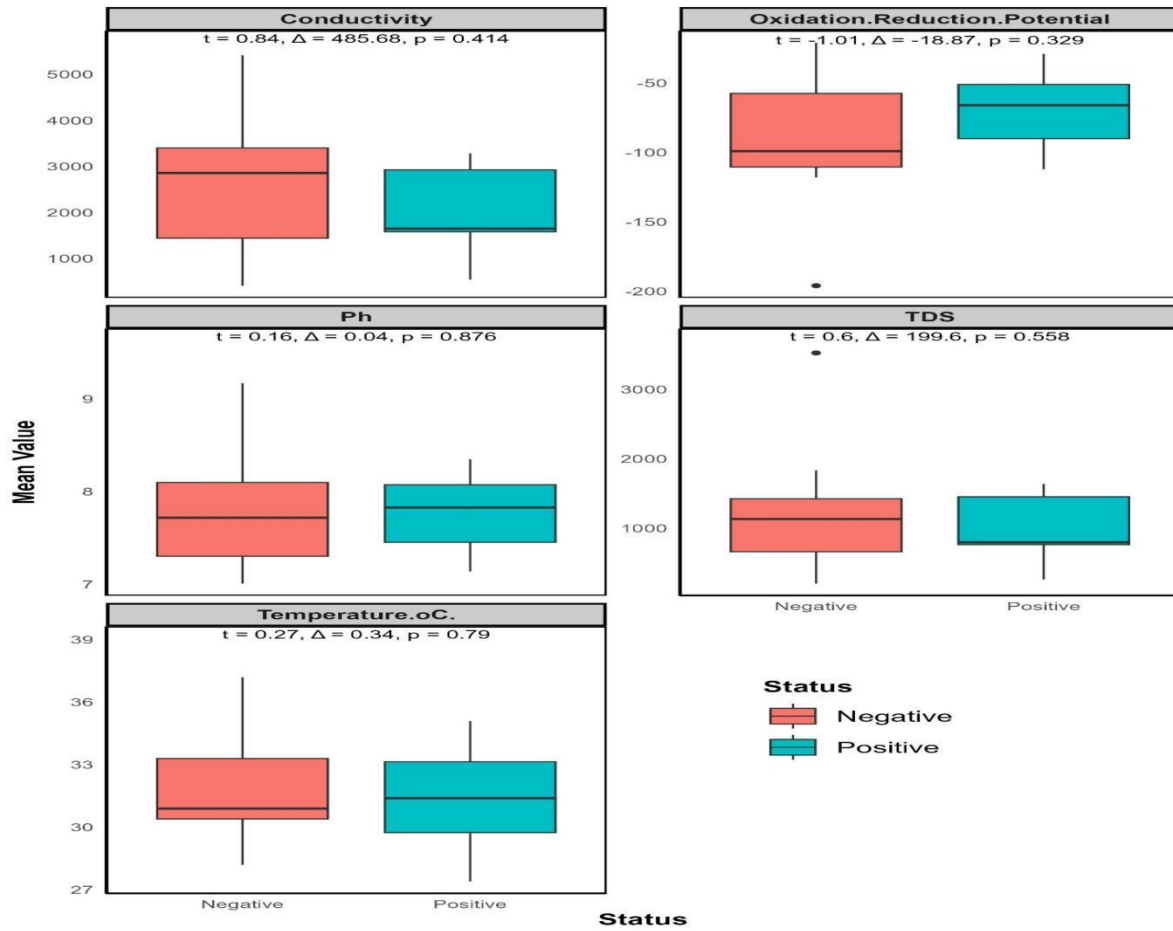 Conductivity
t = 0.84, Δ = 485.68, p = 0.414
5000
4000
3000
2000
1000
Oxidation.Reduction.Potential
t = -1.01, Δ = -18.87, p = 0.329
-50
-100
-150
-200
Ph
t = 0.16, Δ = 0.04, p = 0.876
9
8
7
TDS
t = 0.6, Δ = 199.6, p = 0.558
3000
2000
1000
Negative Positive
Mean Value
Temperature.oC.
t = 0.27, Δ = 0.34, p = 0.79
39
36
33
30
27
Negative Positive
Status
Negative
Positive
Status